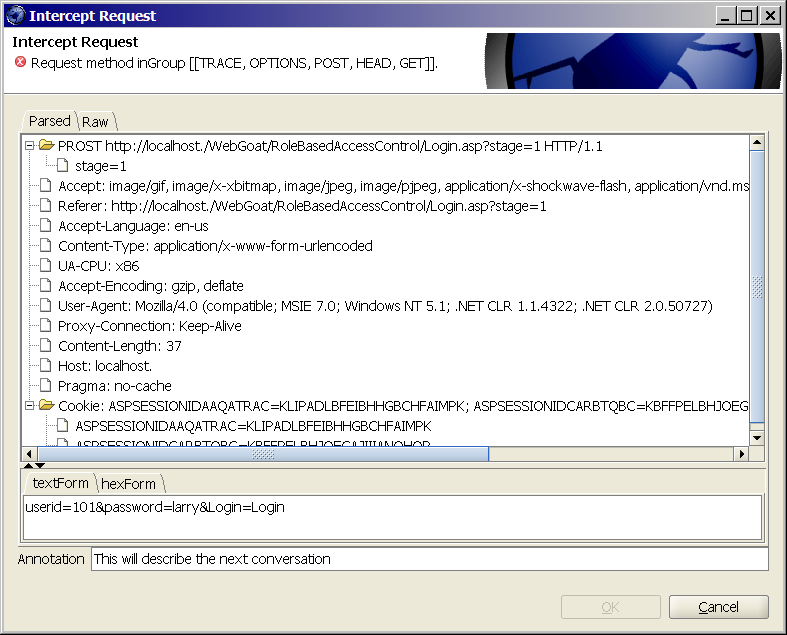 Intercept Request
Intercept Request
Request method inGroup [[TRACE, OPTIONS, POST, HEAD, GET]].
Parsed Raw
PROST http://localhost./WebGoat/RoleBasedAccessControl/Login.asp?stage=1 HTTP/1.1
stage=1
Accept: image/gif, image/x-xbitmap, image/jpeg, image/pjpeg, application/x-shockwave-flash, application/vnd.ms
Referer: http://localhost./WebGoat/RoleBasedAccessControl/Login.asp?stage=1
Accept-Language: en-us
Content-Type: application/x-www-form-urlencoded
UA-CPU: x86
Accept-Encoding: gzip, deflate
User-Agent: Mozilla/4.0 (compatible; MSIE 7.0; Windows NT 5.1; .NET CLR 1.1.4322; .NET CLR 2.0.50727)
Proxy-Connection: Keep-Alive
Content-Length: 37
Host: localhost.
Pragma: no-cache
Cookie: ASPSESSIONIDAAQATRAC=KLIPADLBFEIBHHGBCHFAIMPK; ASPSESSIONIDCARBTQBC=KBFFPELBHJOEG
ASPSESSIONIDAAQATRAC=KLIPADLBFEIBHHGBCHFAIMPK
textForm hexForm
userid=101&password=larry&Login=Login
Annotation This will describe the next conversation
OK Cancel